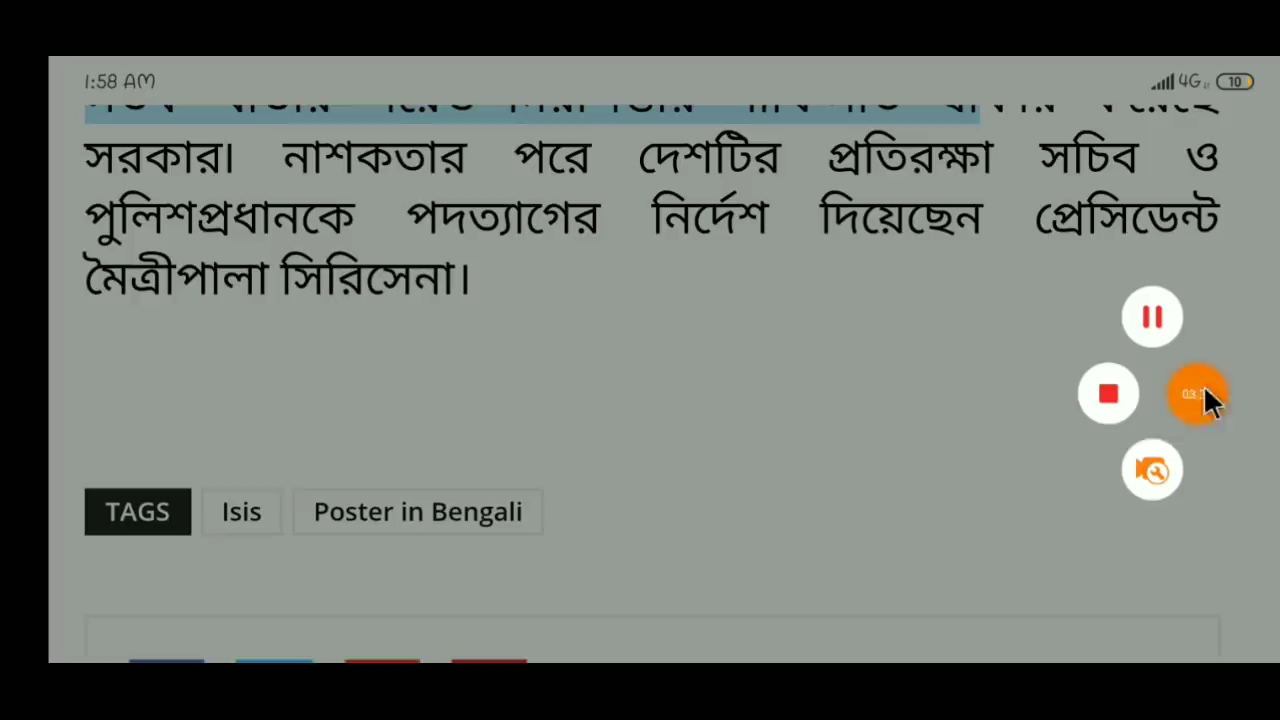 1:58 AM
4G
10
সরকার। নাশকতার পরে দেশটির প্রতিরক্ষা সচিব ও
পুলিশপ্রধানকে পদত্যাগের নির্দেশ দিয়েছেন প্রেসিডেন্ট
মৈত্রীপালা সিরিসেনা।
TAGS
Isis
Poster in Bengali